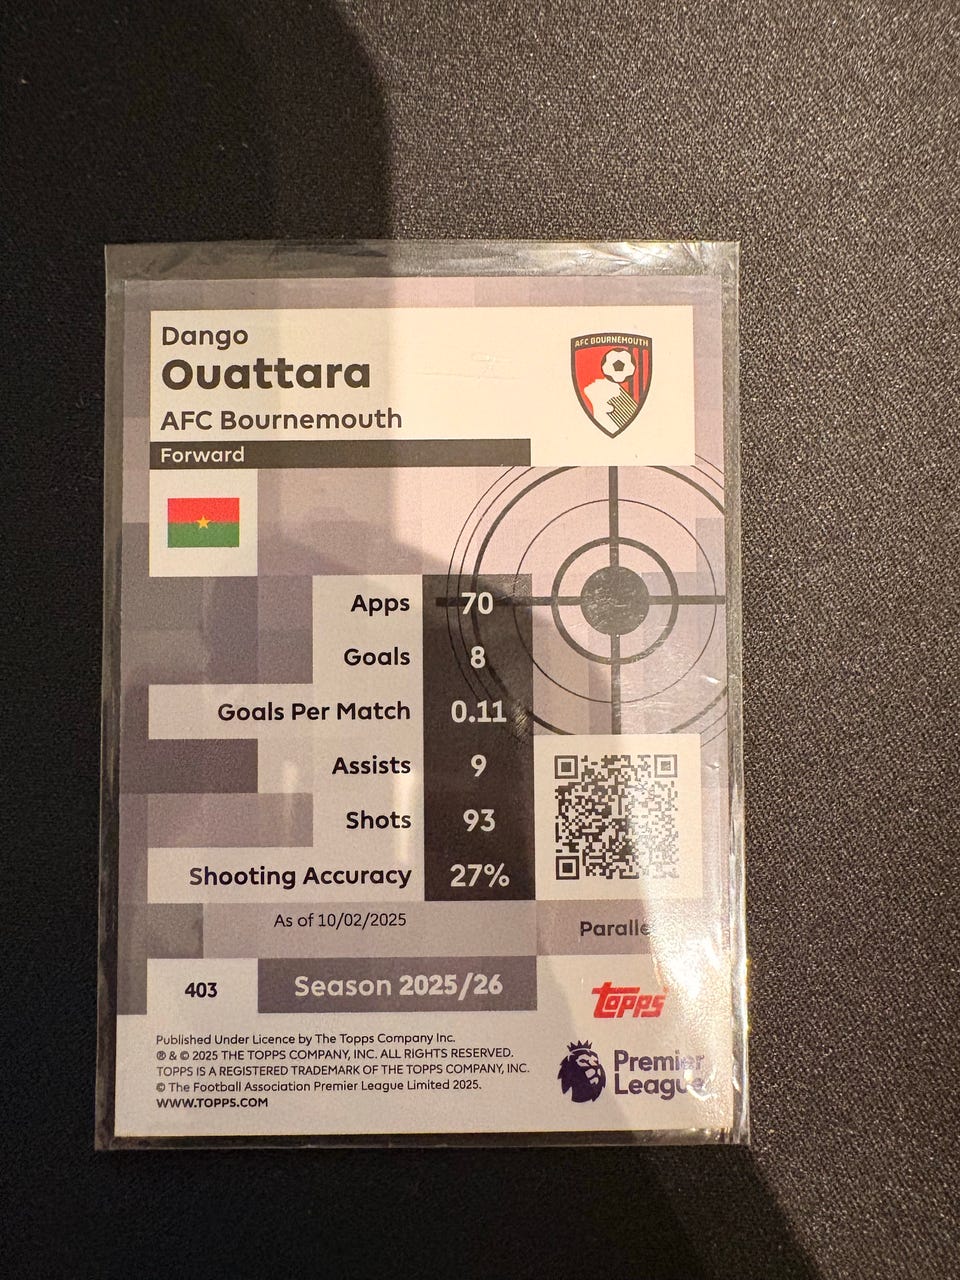 Dango
Ouattara
AFC Bournemouth
Forward
AFC BOURNEMOUTH
Apps 70
Goals 8
Goals Per Match 0.11
Assists 9
Shots 93
Shooting Accuracy 27%
As of 10/02/2025
Parallel
403
Season 2025/26
Topps
Published Under Licence by The Topps Company Inc.
® & © 2025 THE TOPPS COMPANY, INC. ALL RIGHTS RESERVED.
TOPPS IS A REGISTERED TRADEMARK OF THE TOPPS COMPANY, INC.
© The Football Association Premier League Limited 2025.
WWW.TOPPS.COM
Premier
League